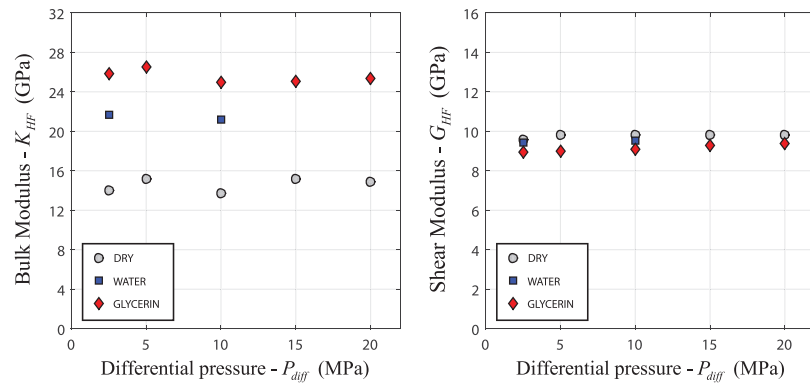 32
28
24
20
16
12
8
4
0
Bulk Modulus - K_HF (GPa)
DRY
WATER
GLYCERIN
0 5 10 15 20
Differential pressure - P_diff (MPa)
16
14
12
10
8
6
4
2
0
Shear Modulus - G_HF (GPa)
DRY
WATER
GLYCERIN
0 5 10 15 20
Differential pressure - P_diff (MPa)